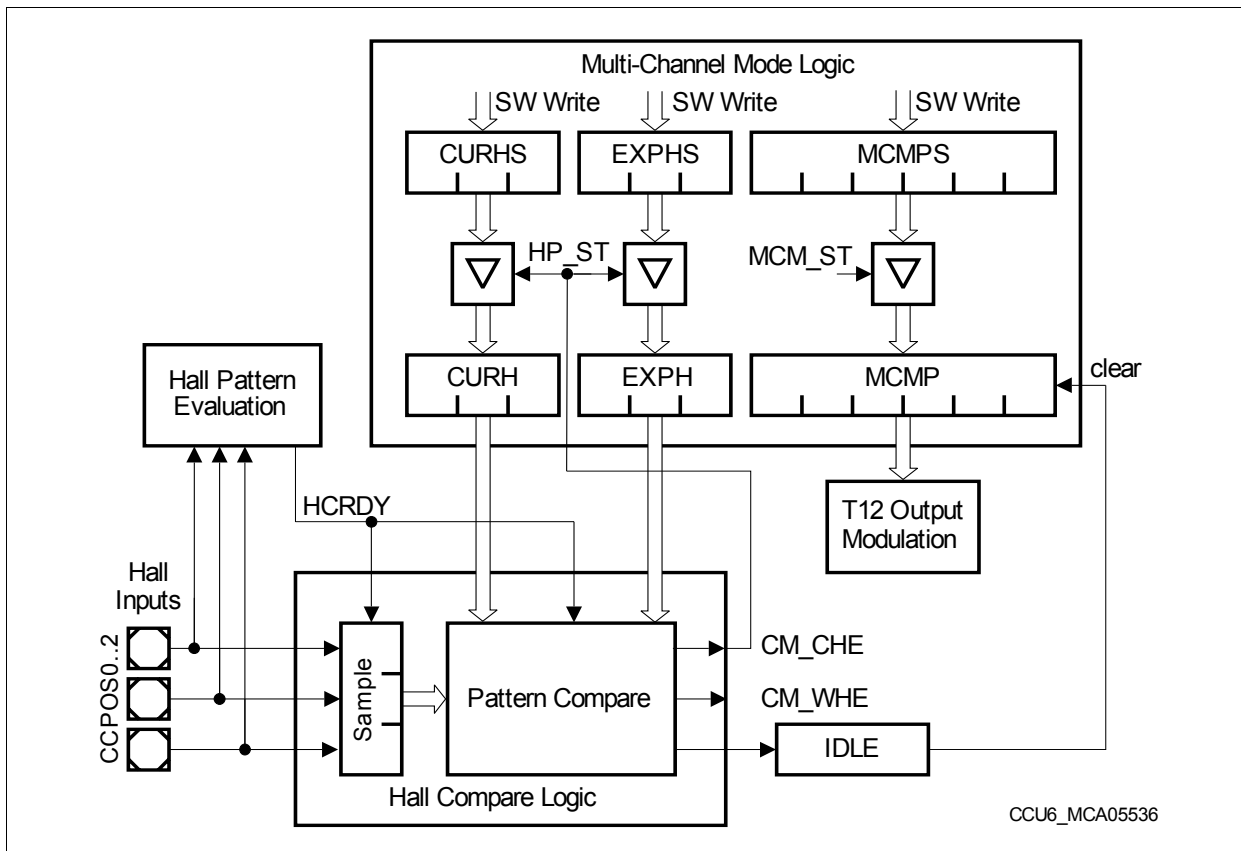 Multi-Channel Mode Logic
SW Write
SW Write
SW Write
CURHS
EXPHS
MCMPS
HP_ST
MCM_ST
CURH
EXPH
MCMP
clear
Hall Pattern
Evaluation
HCRDY
T12 Output
Modulation
Hall
Inputs
CCPOS0..2
Sample
Pattern Compare
CM_CHE
CM_WHE
IDLE
Hall Compare Logic
CCU6_MCA05536